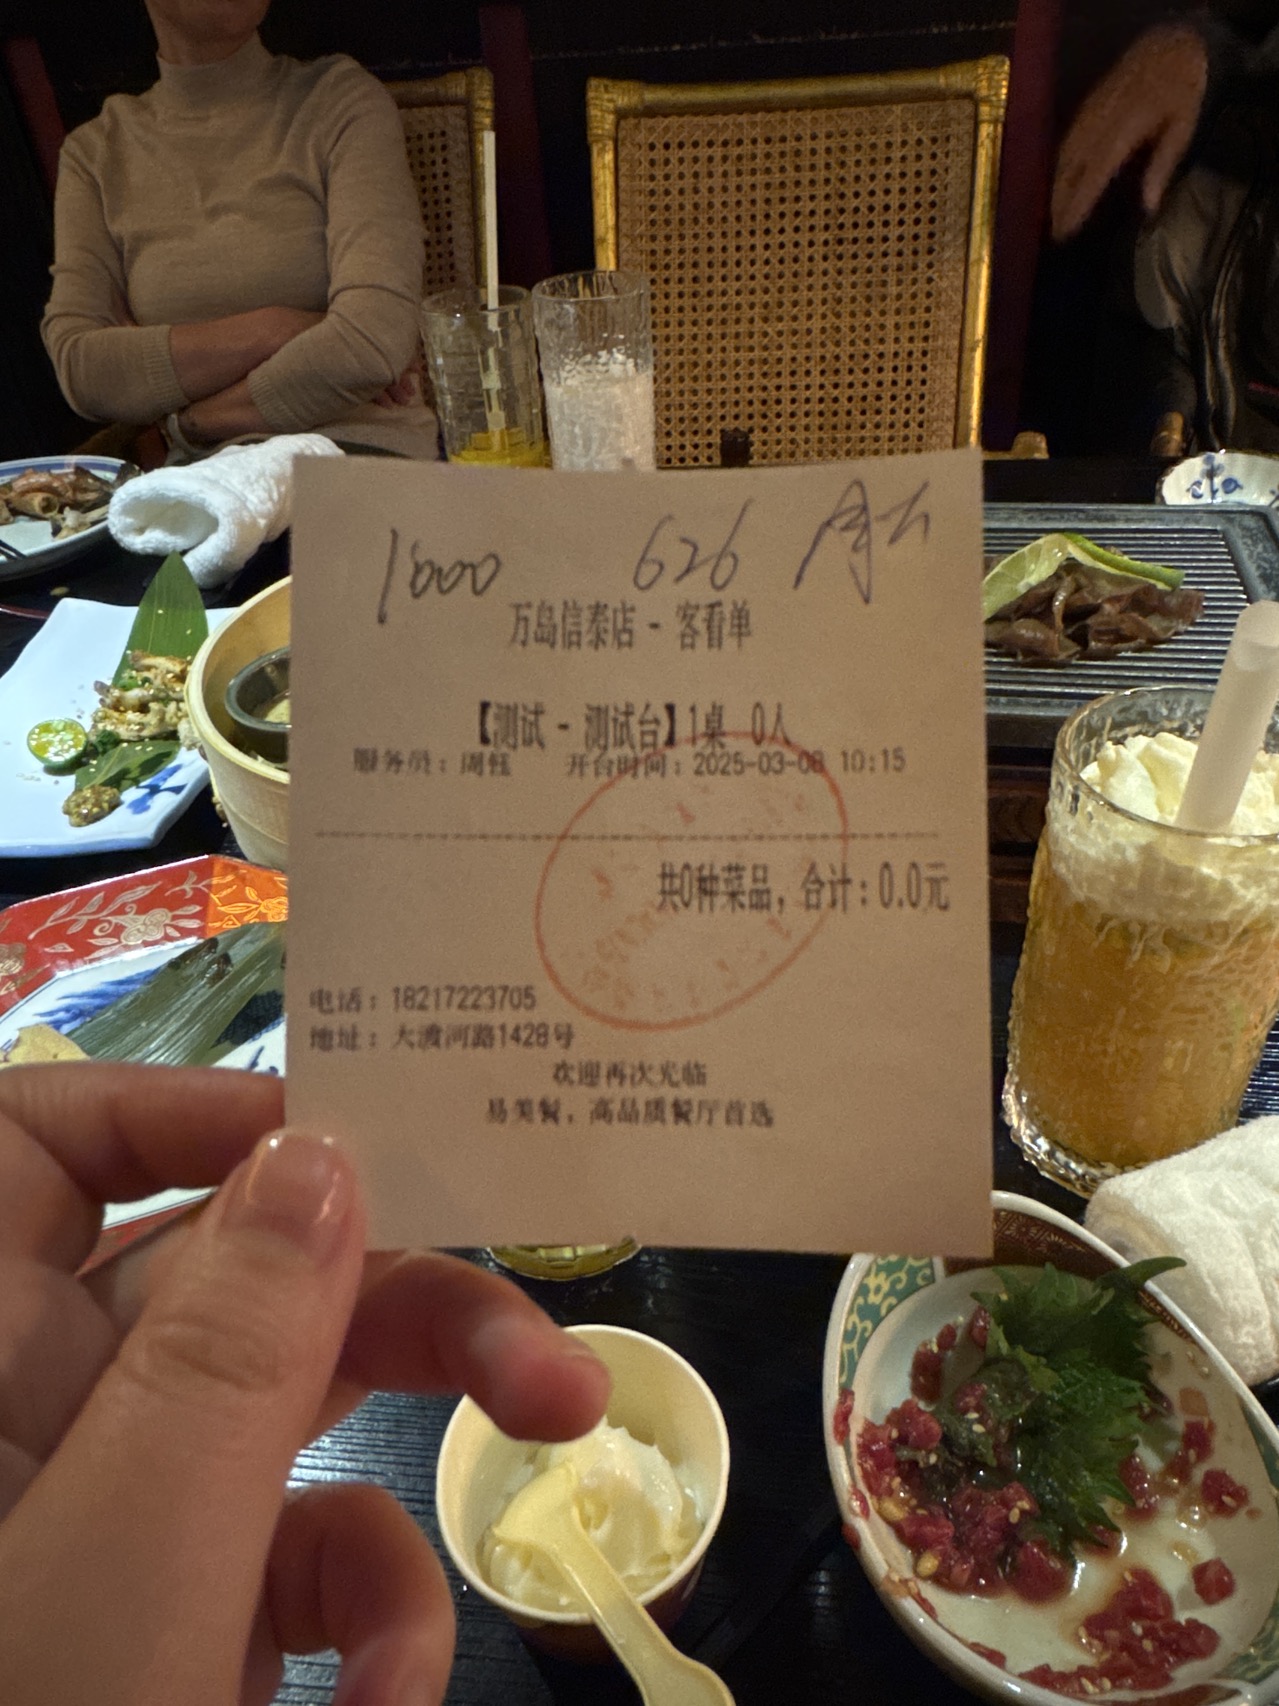 1000 626
万岛信泰店 - 客看单
【测试 - 测试台】1桌 0人
服务员：周钰 开台时间：2025-03-08 10:15
共0种菜品，合计：0.0元
电话：18217223705
地址：大渡河路1428号
欢迎再次光临
易美餐，高品质餐厅首选